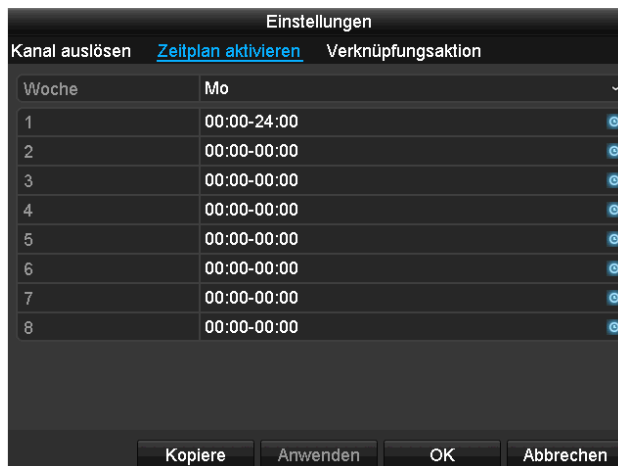 Einstellungen
Kanal auslösen Zeitplan aktivieren Verknüpfungsaktion
Woche Mo
1 00:00-24:00
2 00:00-00:00
3 00:00-00:00
4 00:00-00:00
5 00:00-00:00
6 00:00-00:00
7 00:00-00:00
8 00:00-00:00
Kopiere Anwenden OK Abbrechen